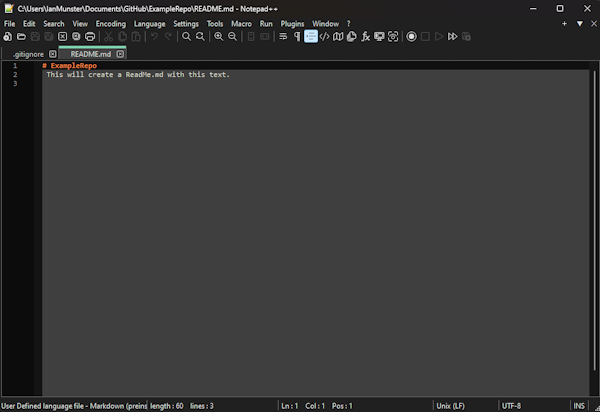 C:\Users\IanMunster\Documents\GitHub\ExampleRepo\README.md - Notepad++
File Edit Search View Encoding Language Settings Tools Macro Run Plugins Window ?
.gitignore README.md
1 # ExampleRepo
2 This will create a ReadMe.md with this text.
3
User Defined language file - Markdown (preins length : 60 lines : 3 Ln : 1 Col : 1 Pos : 1 Unix (LF) UTF-8 INS